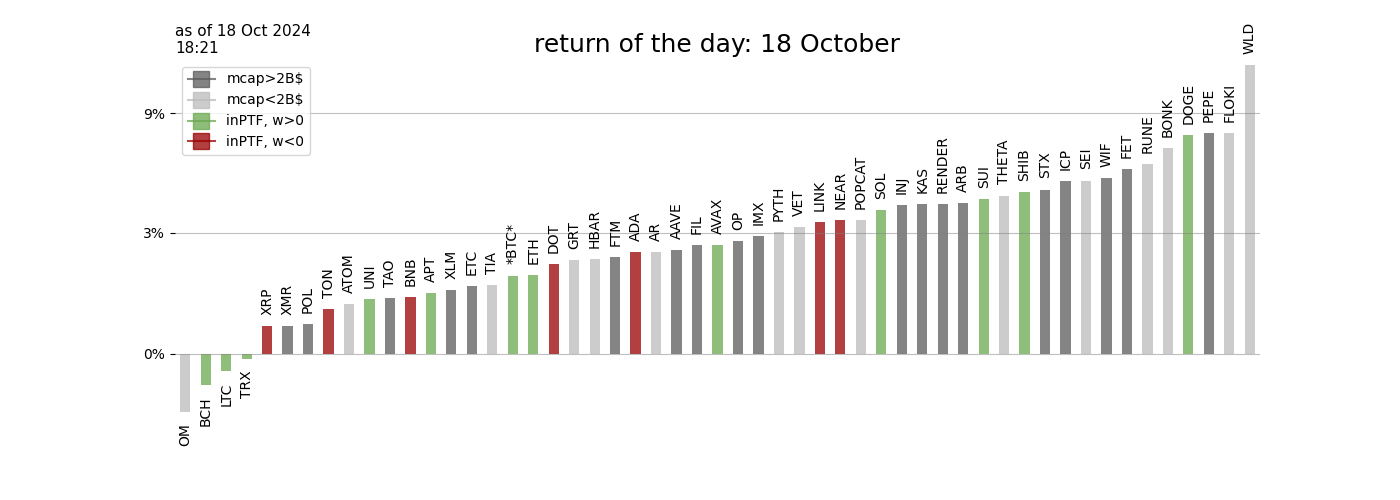 as of 18 Oct 2024
18:21
return of the day: 18 October
mcap>2B$
mcap<2B$
inPTF, w>0
inPTF, w<0
9%
3%
0%
OM
BCH
LTC
TRX
XRP
XMR
POL
TON
ATOM
UNI
TAO
BNB
APT
XLM
ETC
TIA
*BTC*
ETH
DOT
GRT
HBAR
FTM
ADA
AR
AAVE
FIL
AVAX
OP
IMX
PYTH
VET
LINK
NEAR
POPCAT
SOL
INJ
KAS
RENDER
ARB
SUI
THETA
SHIB
STX
ICP
SEI
WIF
FET
RUNE
BONK
DOGE
PEPE
FLOKI
WLD